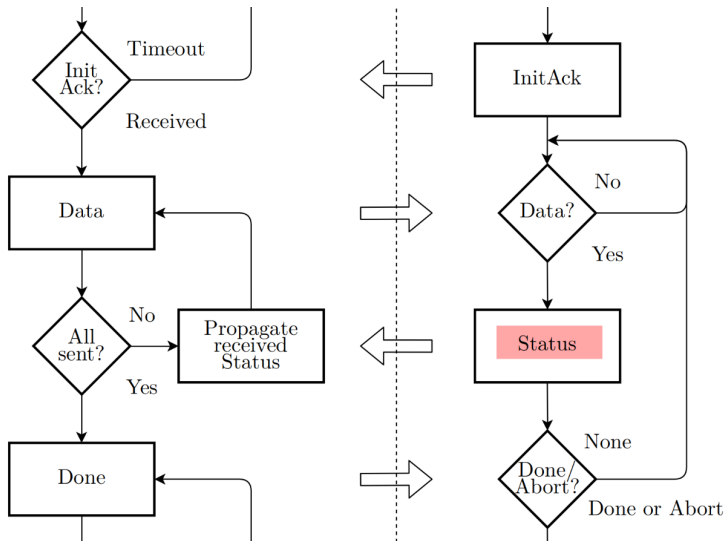 Timeout
Init
Ack?
Received
Data
All
sent?
No
Yes
Propagate
received
Status
Done
InitAck
Data?
No
Yes
Status
Done/
Abort?
None
Done or Abort